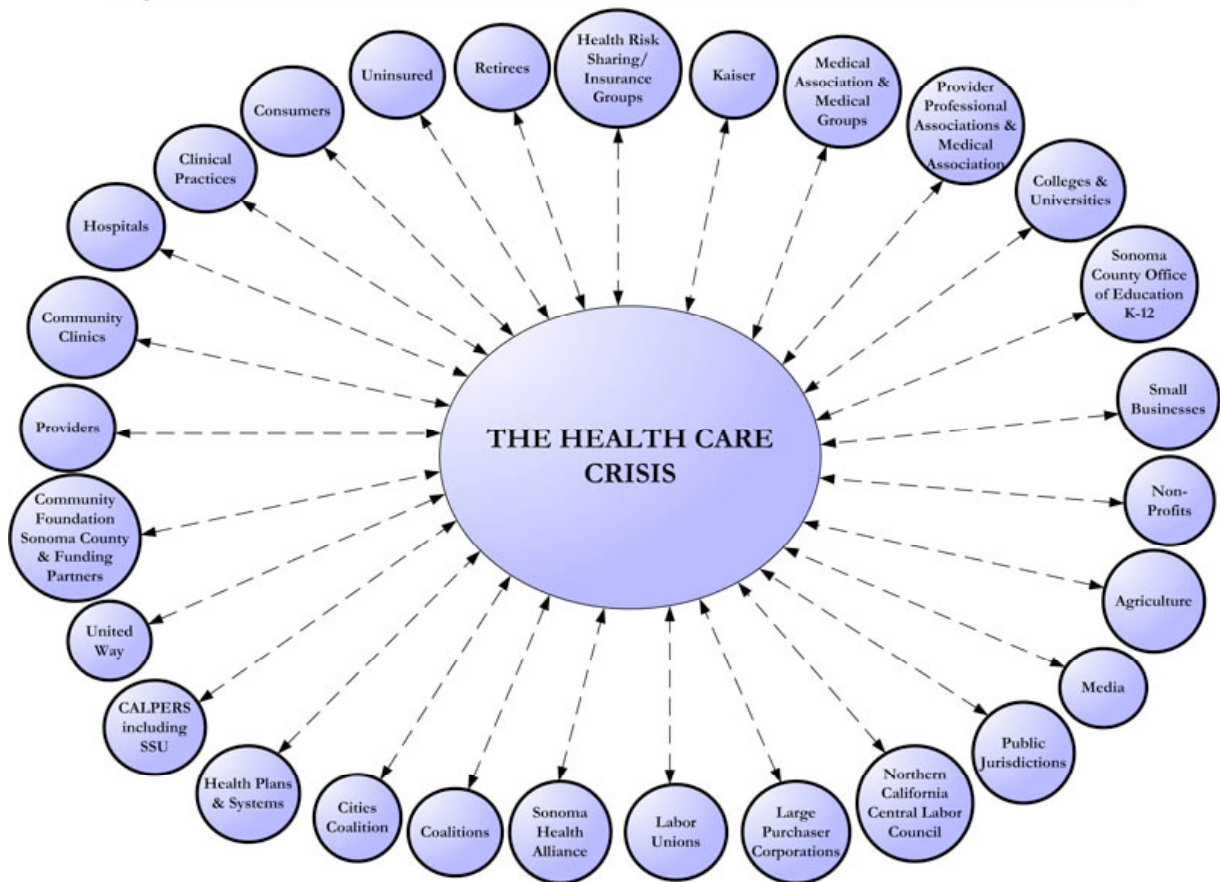 Health Risk
Sharing/
Insurance
Groups
Kaiser
Medical
Association &
Medical
Groups
Provider
Professional
Associations &
Medical
Association
Colleges &
Universities
Sonoma
County Office
of Education
K-12
Small
Businesses
Non-
Profits
Agriculture
Media
Public
Jurisdictions
Northern
California
Central Labor
Council
Large
Purchaser
Corporations
Labor
Unions
Sonoma
Health
Alliance
Coalitions
Cities
Coalition
Health Plans
& Systems
CALPERS
including
SSU
United
Way
Community
Foundation
Sonoma County
& Funding
Partners
Providers
Community
Clinics
Hospitals
Clinical
Practices
Consumers
Uninsured
Retirees
THE HEALTH CARE
CRISIS